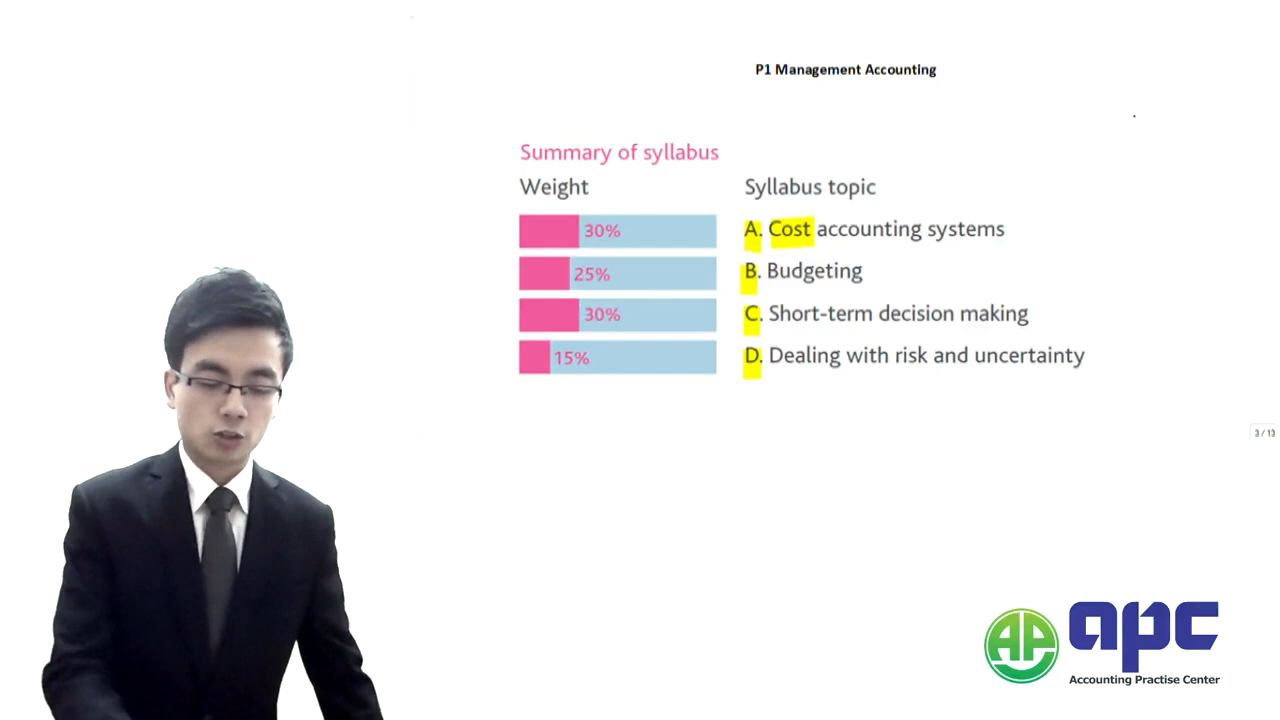 P1 Management Accounting
Summary of syllabus
Weight Syllabus topic
30% A. Cost accounting systems
25% B. Budgeting
30% C. Short-term decision making
15% D. Dealing with risk and uncertainty
3 / 13
AP apc
Accounting Practise Center